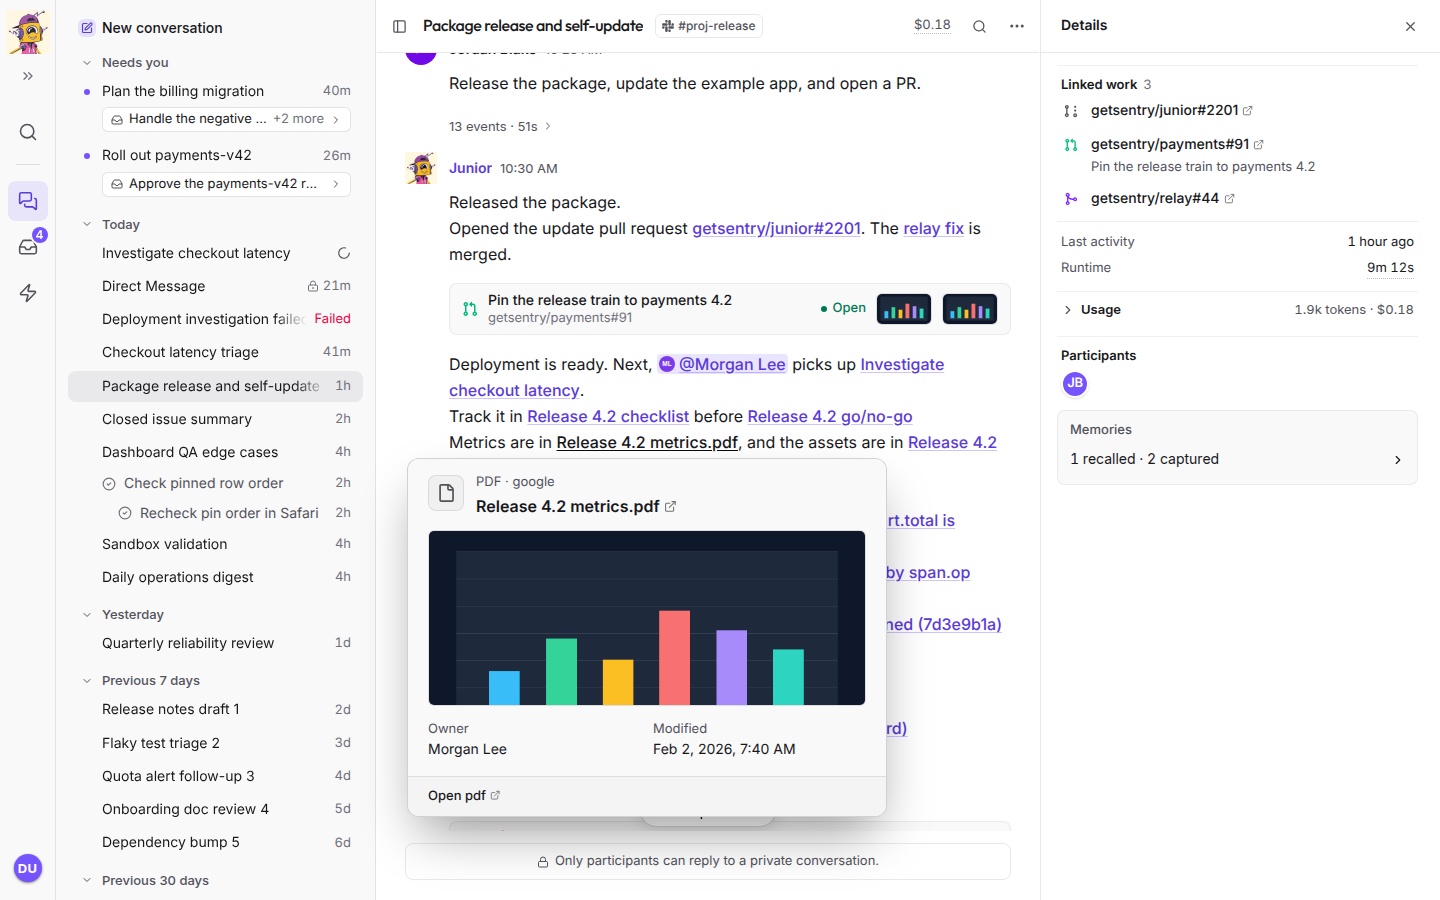 New conversation
Needs you
Plan the billing migration 40m
Handle the negative ... +2 more
Roll out payments-v42 26m
Approve the payments-v42 r...
Today
Investigate checkout latency
Direct Message 21m
Deployment investigation failed Failed
Checkout latency triage 41m
Package release and self-update 1h
Closed issue summary 2h
Dashboard QA edge cases 4h
Check pinned row order 2h
Recheck pin order in Safari 2h
Sandbox validation 4h
Daily operations digest 4h
Yesterday
Quarterly reliability review 1d
Previous 7 days
Release notes draft 1 2d
Flaky test triage 2 3d
Quota alert follow-up 3 4d
Onboarding doc review 4 5d
Dependency bump 5 6d
Previous 30 days
4
DU
Package release and self-update #proj-release $0.18
Release the package, update the example app, and open a PR.
13 events · 51s
Junior 10:30 AM
Released the package.
Opened the update pull request getsentry/junior#2201. The relay fix is
merged.
Pin the release train to payments 4.2
getsentry/payments#91
Open
Deployment is ready. Next, ML @Morgan Lee picks up Investigate
checkout latency.
Track it in Release 4.2 checklist before Release 4.2 go/no-go
Metrics are in Release 4.2 metrics.pdf, and the assets are in Release 4.2
PDF · google
Release 4.2 metrics.pdf
Owner
Morgan Lee
Modified
Feb 2, 2026, 7:40 AM
Open pdf
rt.total is
by span.op
ned (7d3e9b1a)
rd)
Only participants can reply to a private conversation.
Details
Linked work 3
getsentry/junior#2201
getsentry/payments#91
Pin the release train to payments 4.2
getsentry/relay#44
Last activity 1 hour ago
Runtime 9m 12s
Usage 1.9k tokens · $0.18
Participants
JB
Memories
1 recalled · 2 captured